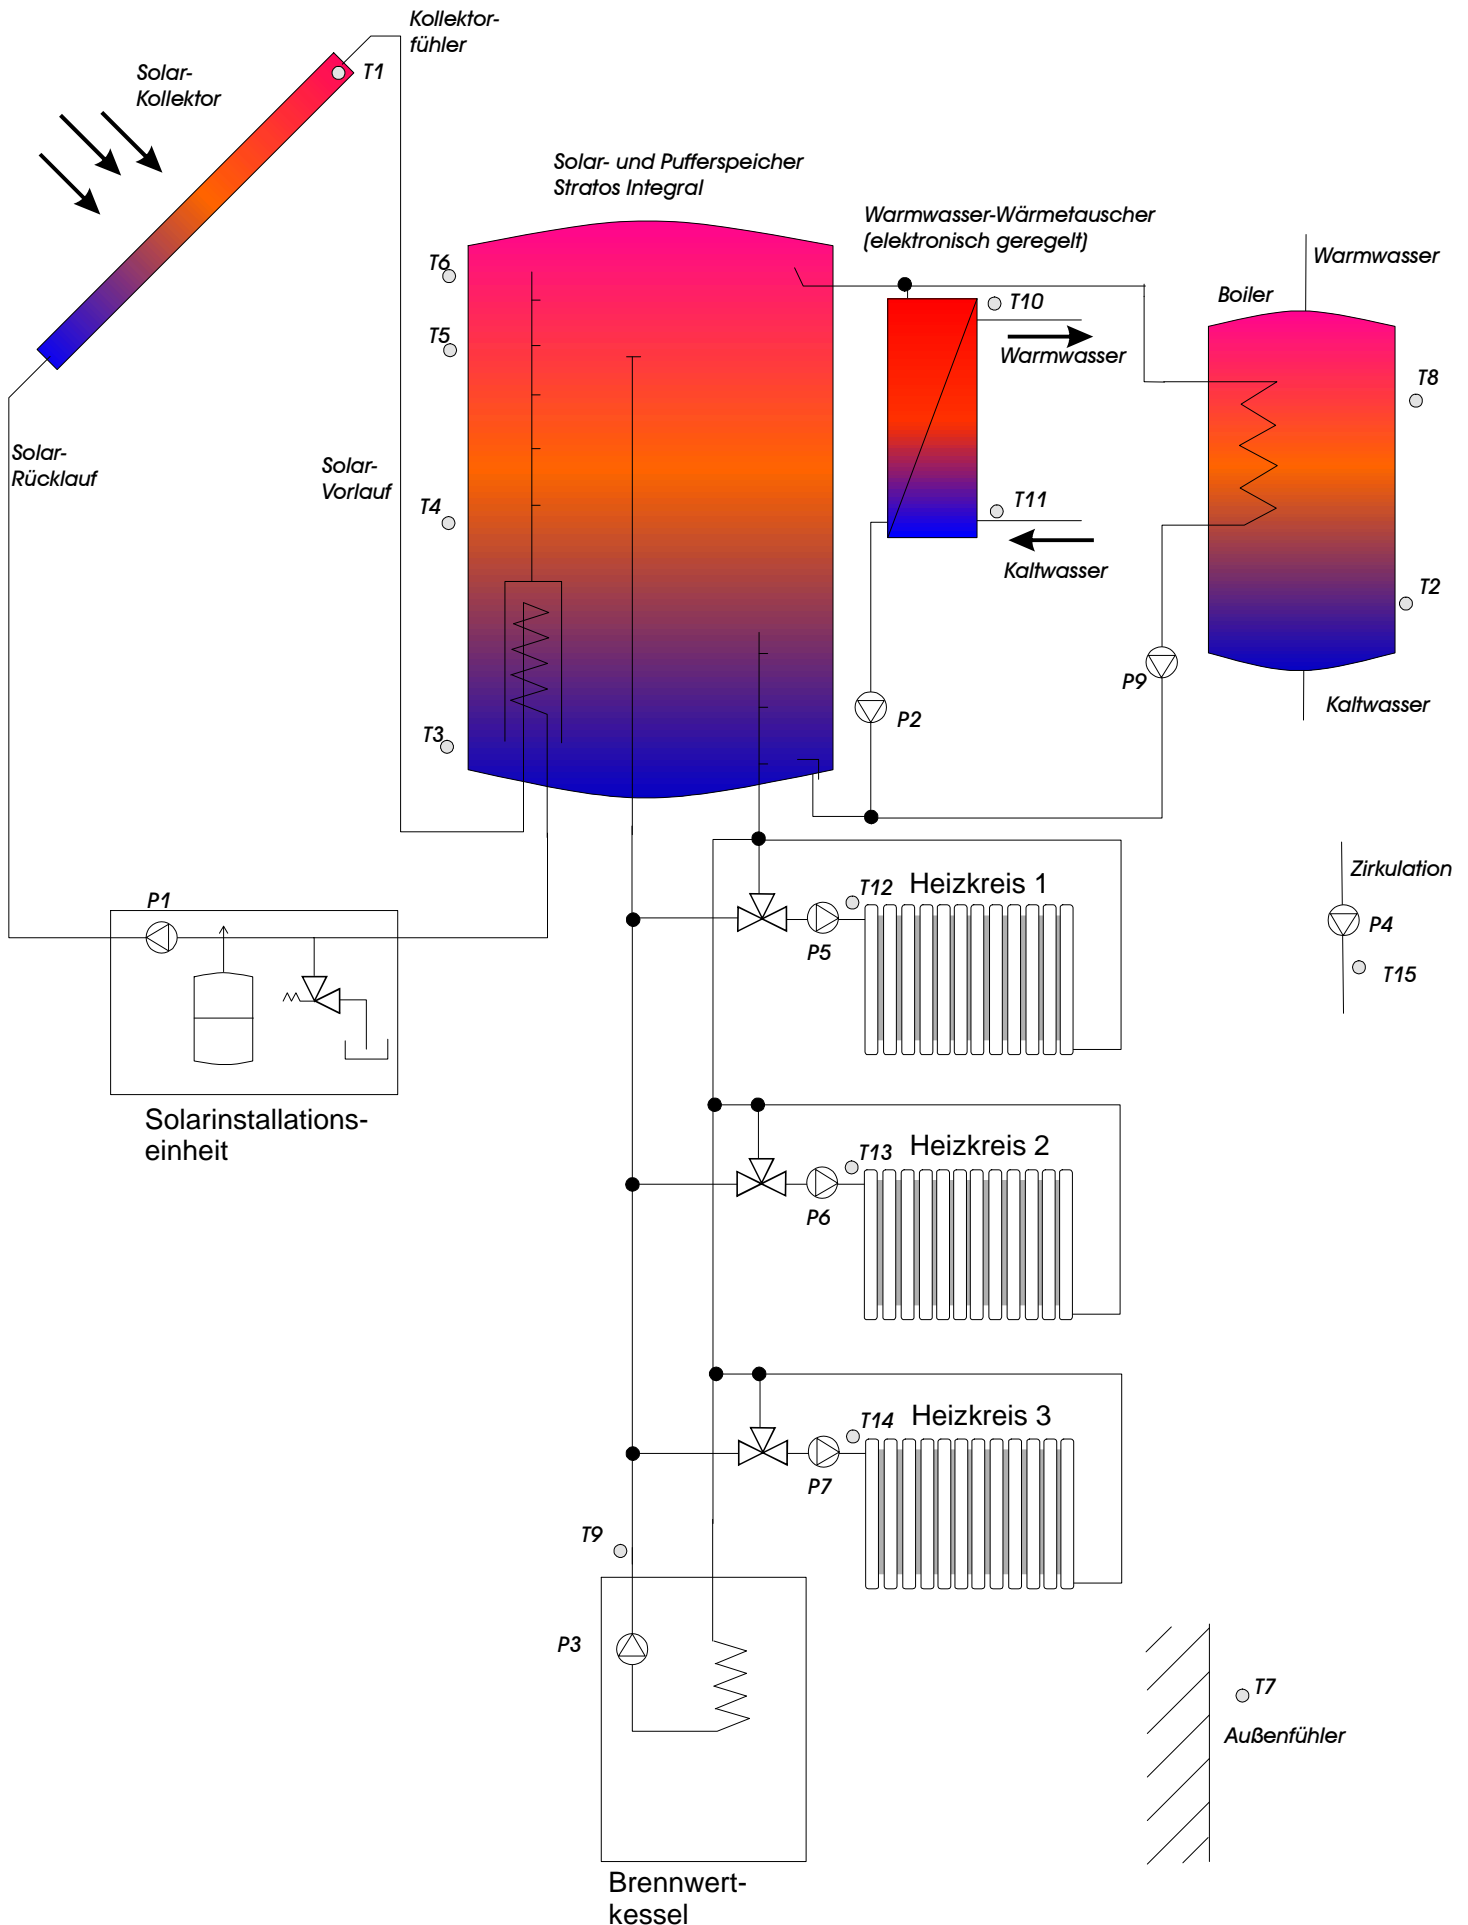 Kollektor-
fühler
Solar-
Kollektor
T1
Solar- und Pufferspeicher
Stratos Integral
Warmwasser-Wärmetauscher
(elektronisch geregelt)
Warmwasser
T6
T10
Boiler
T5
Warmwasser
T8
Solar-
Rücklauf
Solar-
Vorlauf
T4
T11
Kaltwasser
T2
P9
Kaltwasser
P2
T3
Zirkulation
P1
T12
Heizkreis 1
P4
P5
T15
Solarinstallations-
einheit
T13
Heizkreis 2
P6
T14
Heizkreis 3
P7
T9
P3
T7
Außenfühler
Brennwert-
kessel